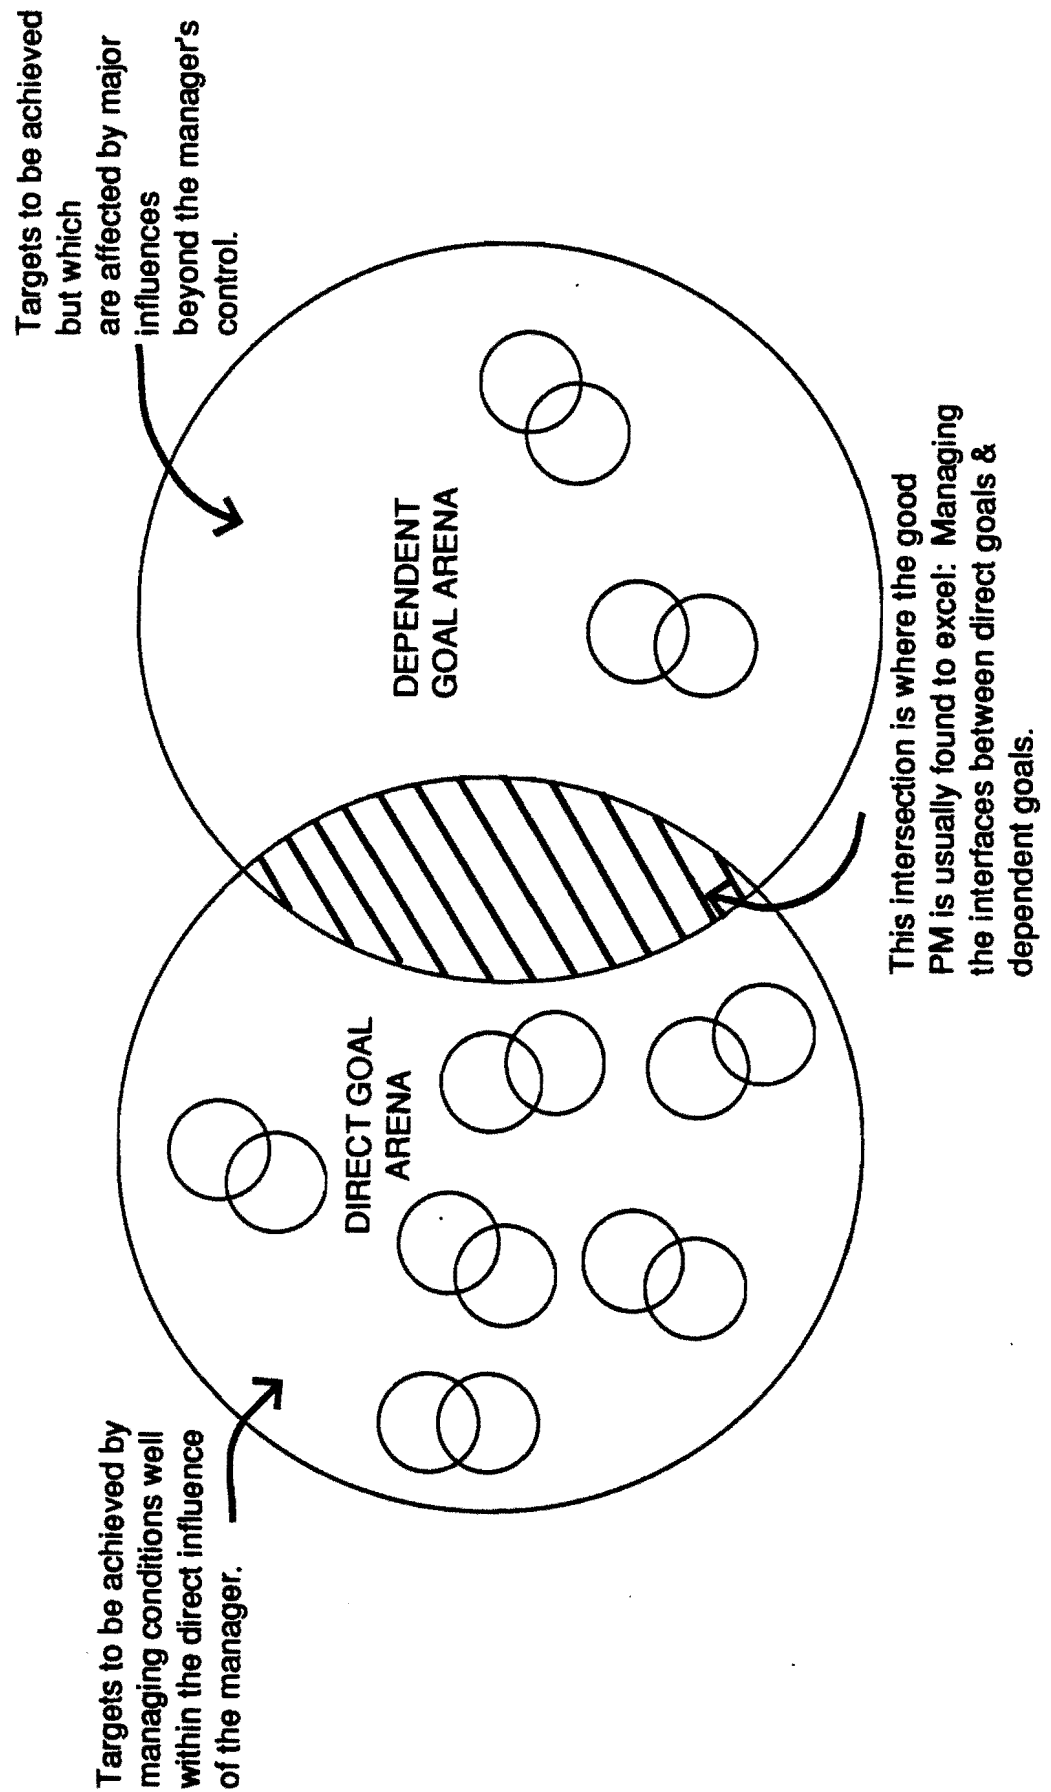 Targets to be achieved by
managing conditions well
within the direct influence
of the manager.
Targets to be achieved
but which
are affected by major
influences
beyond the manager's
control.
DIRECT GOAL
ARENA
DEPENDENT
GOAL ARENA
This intersection is where the good
PM is usually found to excel: Managing
the interfaces between direct goals &
dependent goals.